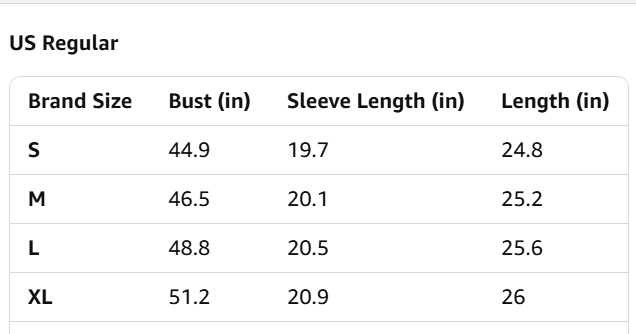 US Regular
Brand Size Bust (in) Sleeve Length (in) Length (in)
S 44.9 19.7 24.8
M 46.5 20.1 25.2
L 48.8 20.5 25.6
XL 51.2 20.9 26